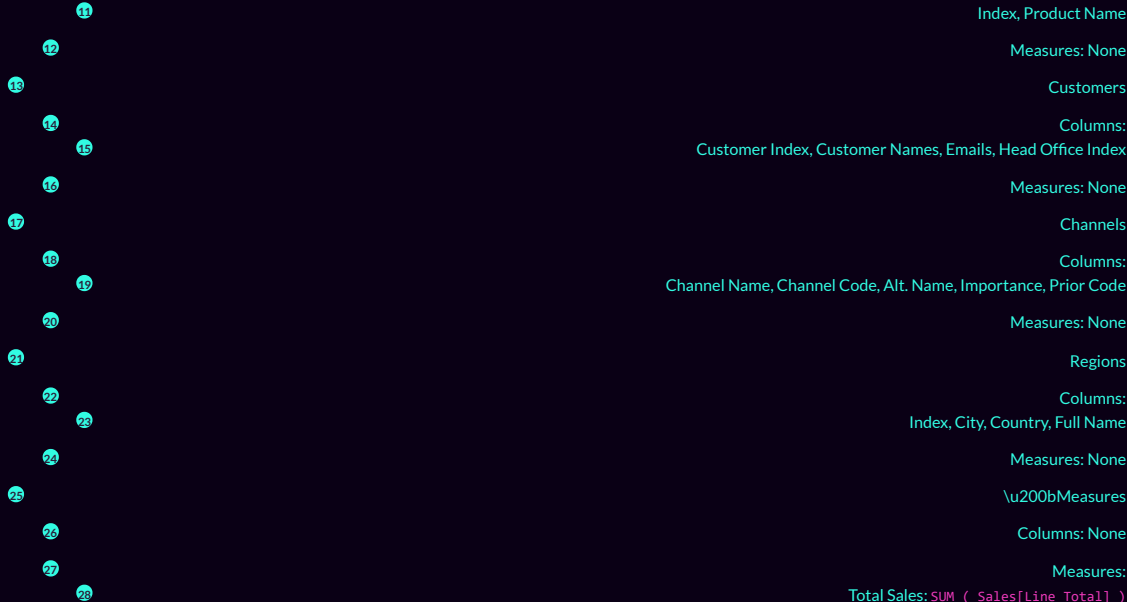 11 Index, Product Name
12 Measures: None
13 Customers
14 Columns:
15 Customer Index, Customer Names, Emails, Head Office Index
16 Measures: None
17 Channels
18 Columns:
19 Channel Name, Channel Code, Alt. Name, Importance, Prior Code
20 Measures: None
21 Regions
22 Columns:
23 Index, City, Country, Full Name
24 Measures: None
25 \u200bMeasures
26 Columns: None
27 Measures:
28 Total Sales: SUM ( Sales[Line Total] )